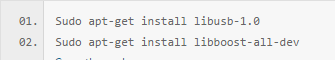 01. Sudo apt-get install libusb-1.0
02. Sudo apt-get install libboost-all-dev